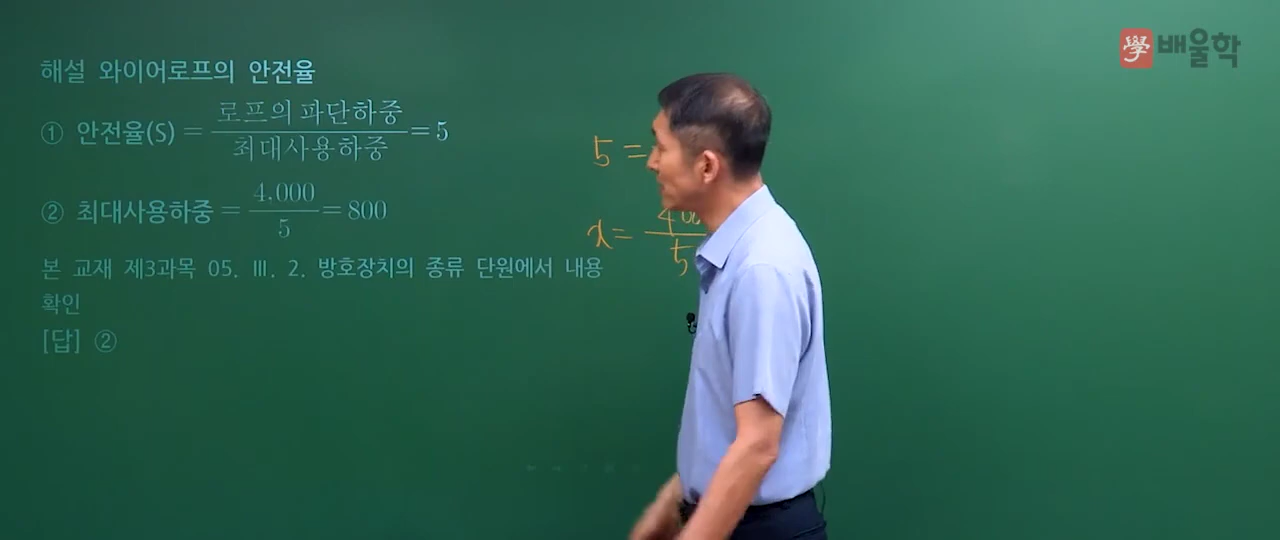 學 배울학
해설 와이어로프의 안전율
① 안전율(S) = 로프의 파단하중 / 최대사용하중 = 5
② 최대사용하중 = 4,000 / 5 = 800
본 교재 제3과목 05. Ⅲ. 2. 방호장치의 종류 단원에서 내용
확인
[답] ②
5 =
x = 400 / 5